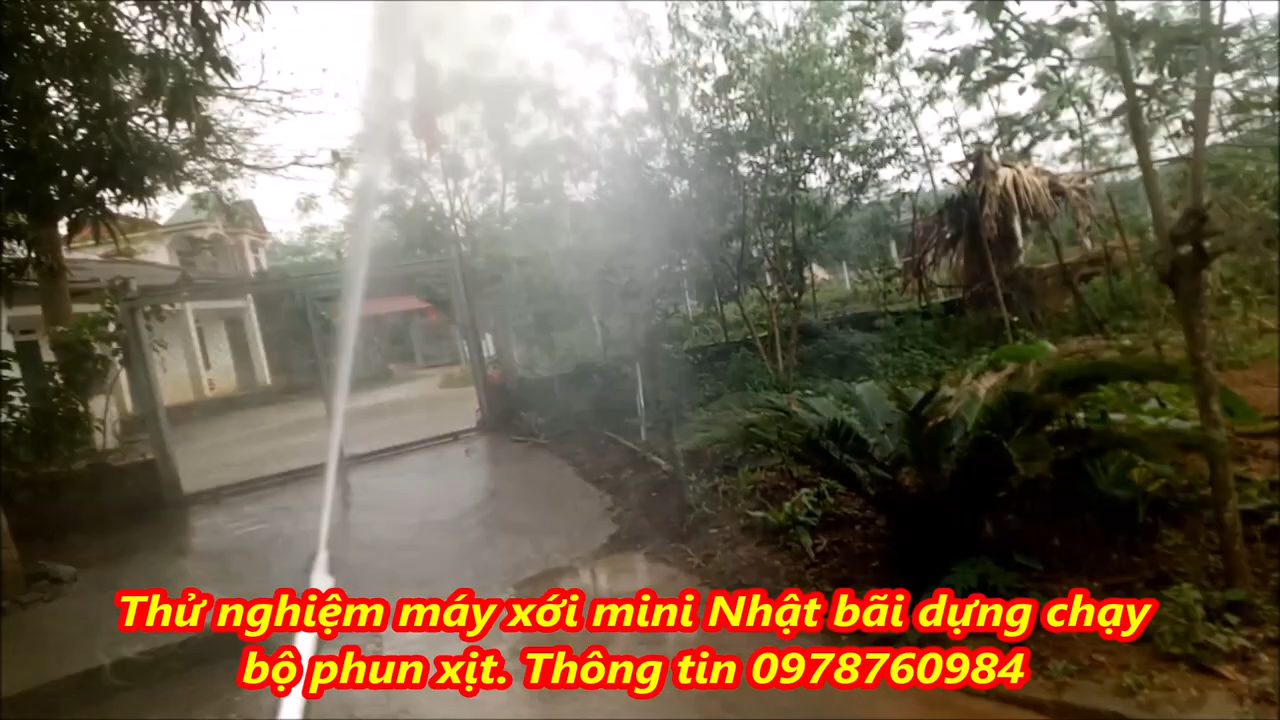 Thử nghiệm máy xới mini Nhật bãi dựng chạy
bộ phun xịt. Thông tin 0978760984